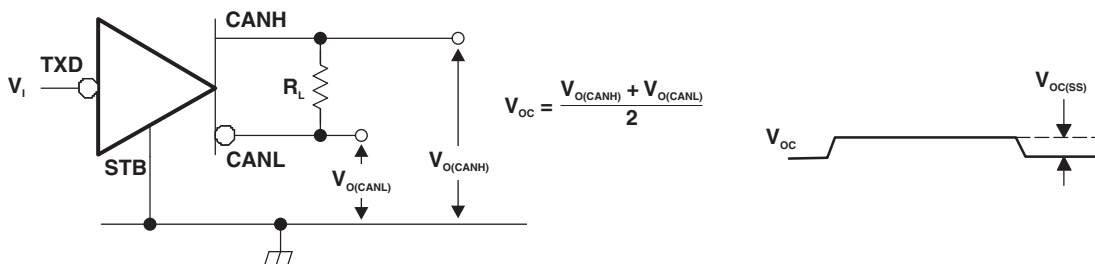 CANH
TXD
V_I
R_L
V_OC = (V_O(CANH) + V_O(CANL)) / 2
V_OC(SS)
V_OC
CANL
STB
V_O(CANL)
V_O(CANH)